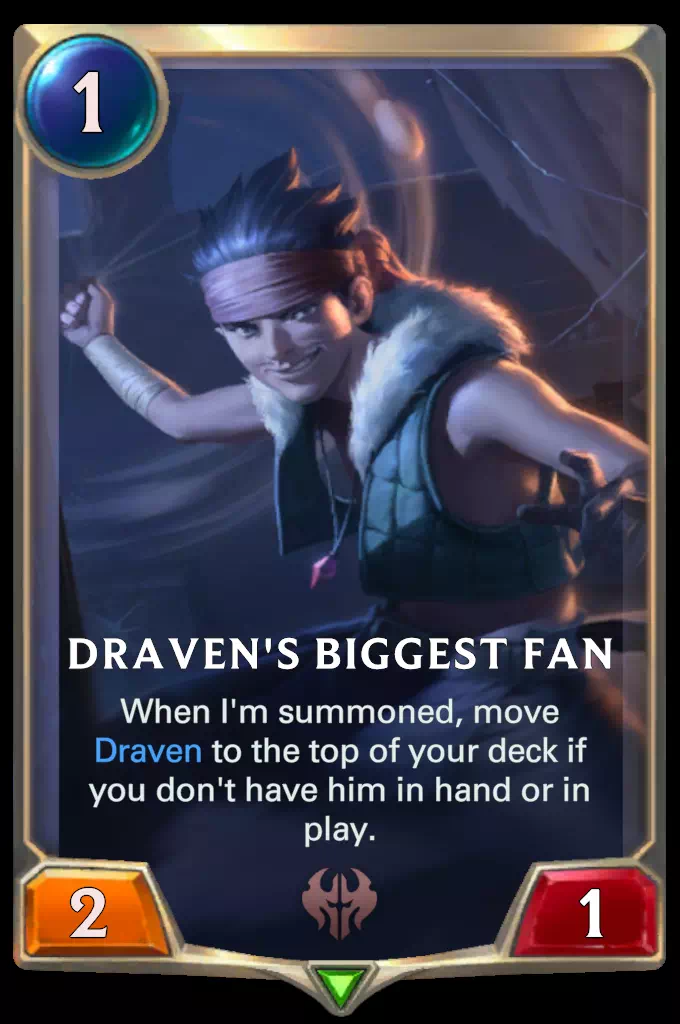 1
DRAVEN'S BIGGEST FAN
When I'm summoned, move
Draven to the top of your deck if
you don't have him in hand or in
play.
2
1